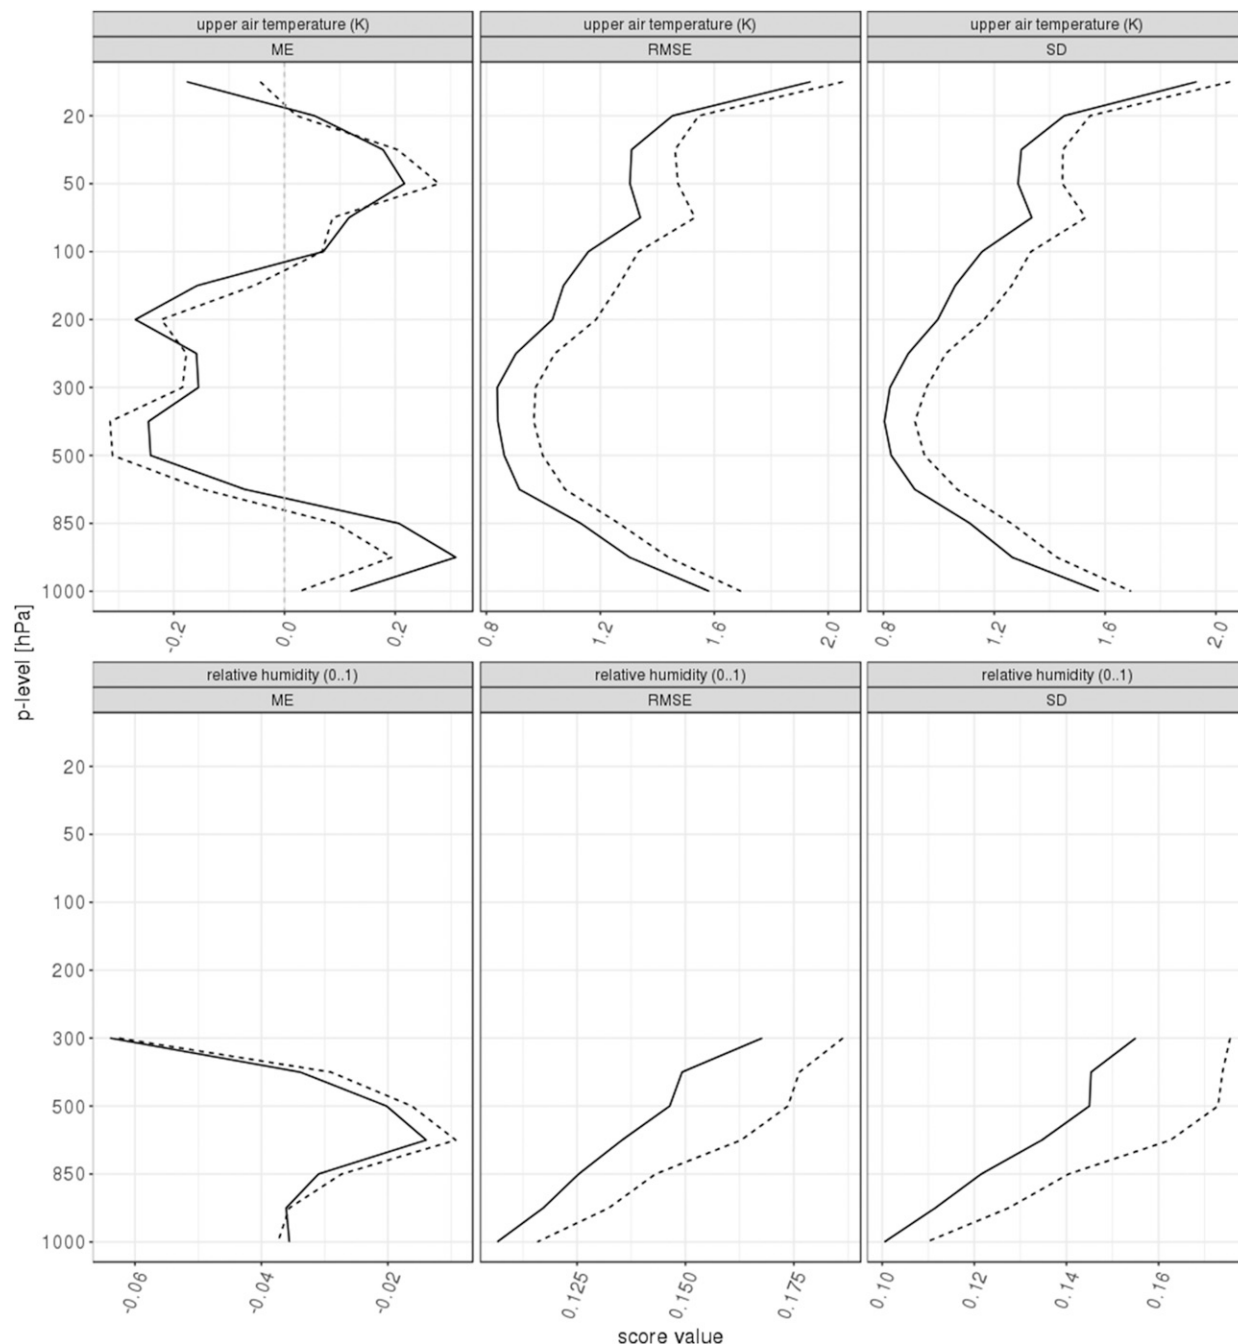 upper air temperature (K) upper air temperature (K) upper air temperature (K)
ME RMSE SD
20
50
100
200
300
500
850
1000
-0.2 0.0 0.2 0.8 1.2 1.6 2.0 0.8 1.2 1.6 2.0
p-level [hPa]
relative humidity (0..1) relative humidity (0..1) relative humidity (0..1)
ME RMSE SD
20
50
100
200
300
500
850
1000
-0.06 -0.04 -0.02 0.125 0.150 0.175 0.10 0.12 0.14 0.16
score value